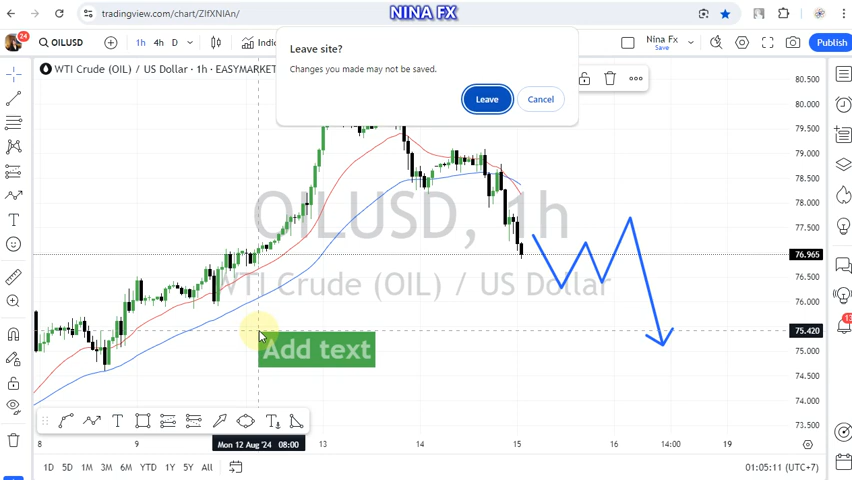 NINA FX
tradingview.com/chart/ZIfXNIAn/
24
OILUSD
1h 4h D
Indi
Nina Fx
Save
Publish
Leave site?
Changes you made may not be saved.
Leave
Cancel
WTI Crude (OIL) / US Dollar · 1h · EASYMARKET
OILUSD, 1h
WTI Crude (OIL) / US Dollar
Add text
80.500
80.000
79.500
79.000
78.500
78.000
77.500
76.965
76.500
76.000
75.420
75.000
74.500
74.000
73.500
8
9
Mon 12 Aug '24 08:00
13
14
15
16
14:00
19
1D 5D 1M 3M 6M YTD 1Y 5Y All
01:05:11 (UTC+7)